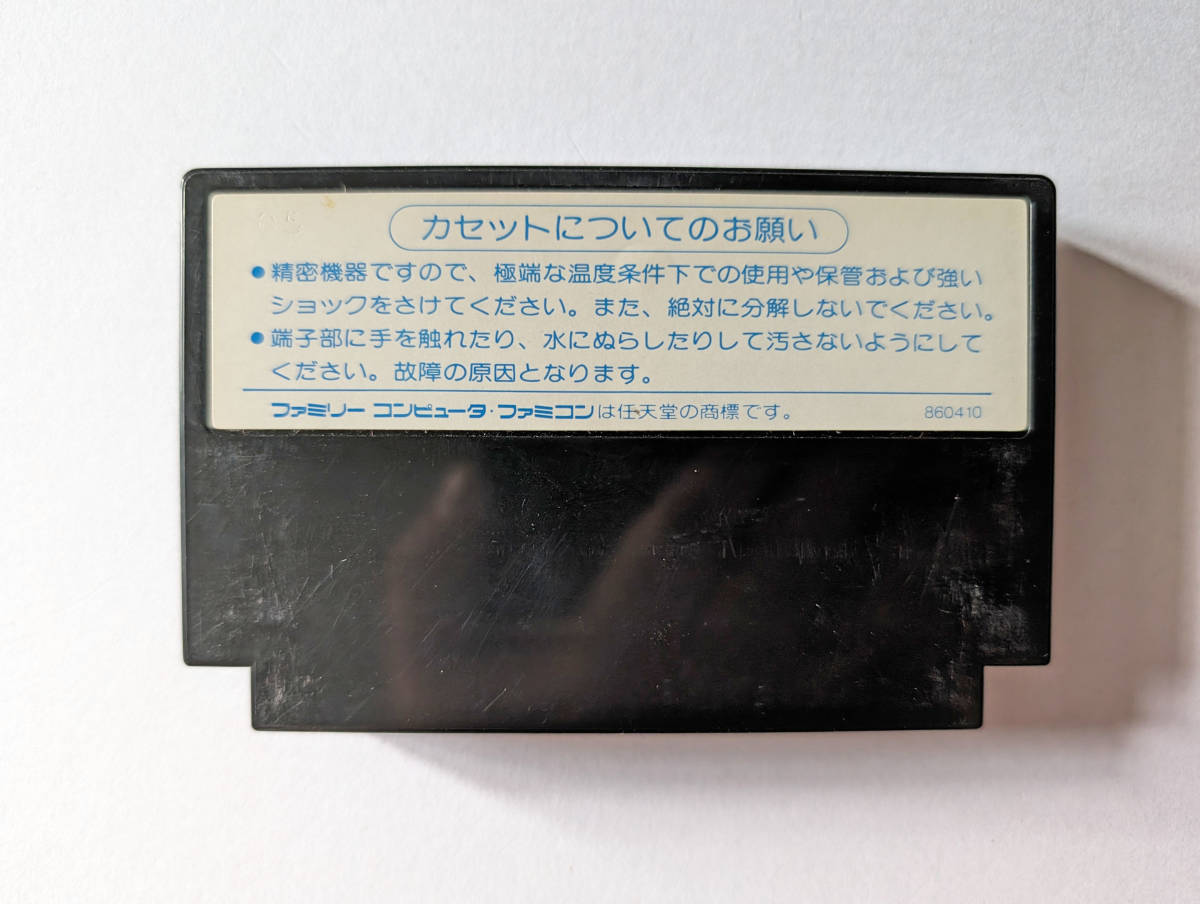 カセットについてのお願い
●精密機器ですので、極端な温度条件下での使用や保管および強い
ショックをさけてください。また、絶対に分解しないでください。
●端子部に手を触れたり、水にぬらしたりして汚さないようにして
ください。故障の原因となります。
ファミリー コンピュータ・ファミコンは任天堂の商標です。 860410